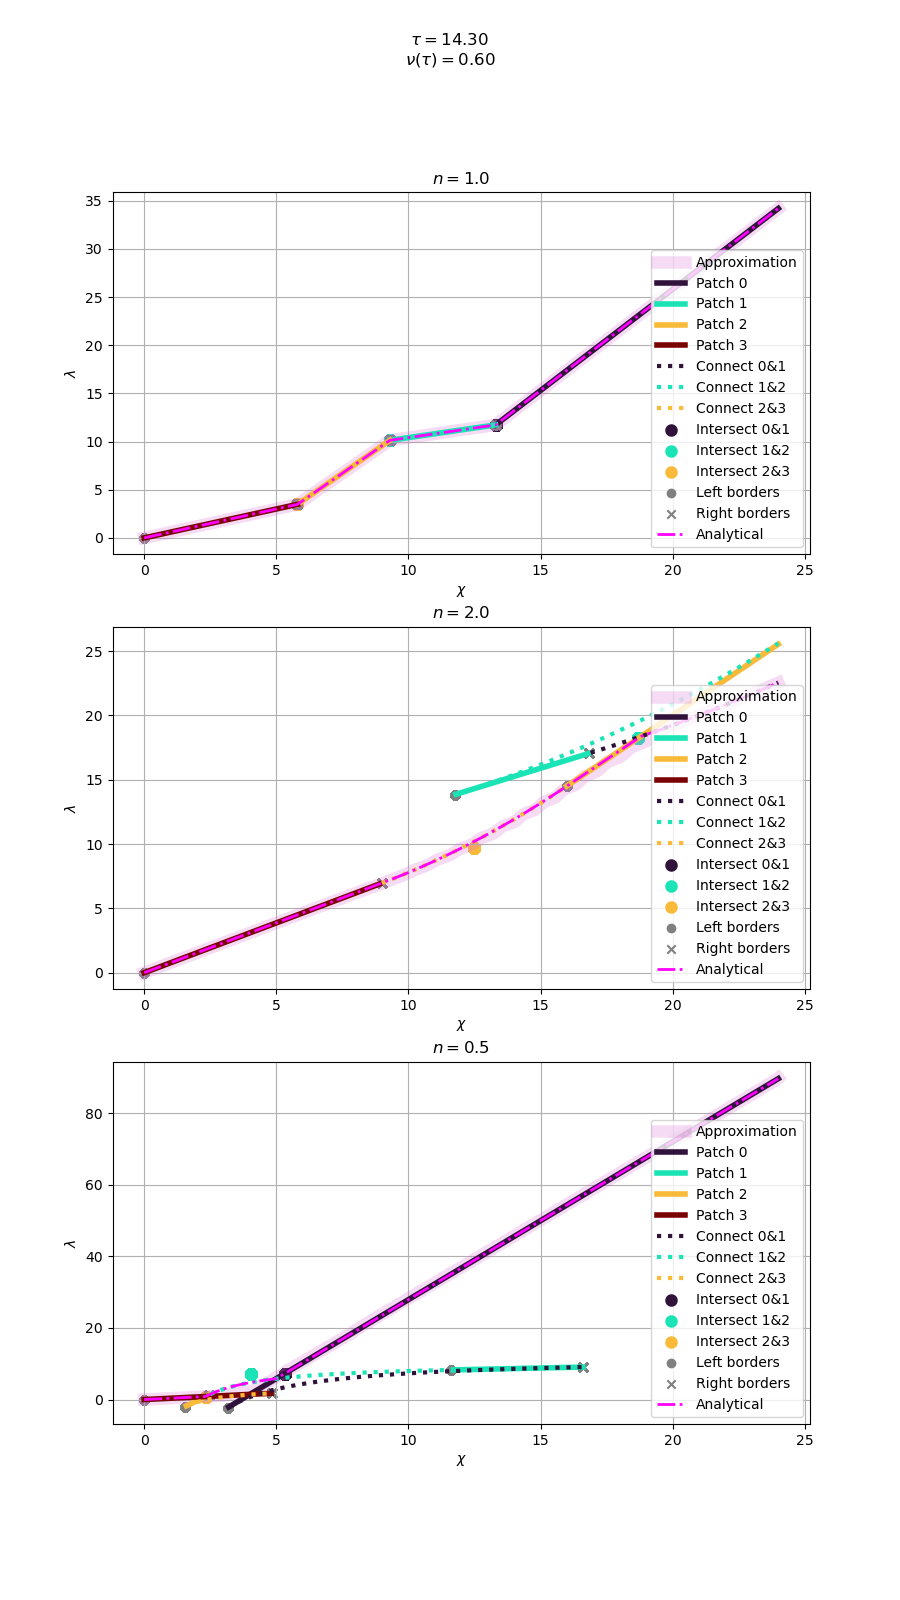 τ = 14.30
ν(τ) = 0.60
n = 1.0
35
30
25
20
15
10
5
0
λ
0 5 10 15 20 25
χ
Approximation
Patch 0
Patch 1
Patch 2
Patch 3
Connect 0&1
Connect 1&2
Connect 2&3
Intersect 0&1
Intersect 1&2
Intersect 2&3
Left borders
Right borders
Analytical
n = 2.0
25
20
15
10
5
0
λ
0 5 10 15 20 25
χ
Approximation
Patch 0
Patch 1
Patch 2
Patch 3
Connect 0&1
Connect 1&2
Connect 2&3
Intersect 0&1
Intersect 1&2
Intersect 2&3
Left borders
Right borders
Analytical
n = 0.5
80
60
40
20
0
λ
0 5 10 15 20 25
χ
Approximation
Patch 0
Patch 1
Patch 2
Patch 3
Connect 0&1
Connect 1&2
Connect 2&3
Intersect 0&1
Intersect 1&2
Intersect 2&3
Left borders
Right borders
Analytical